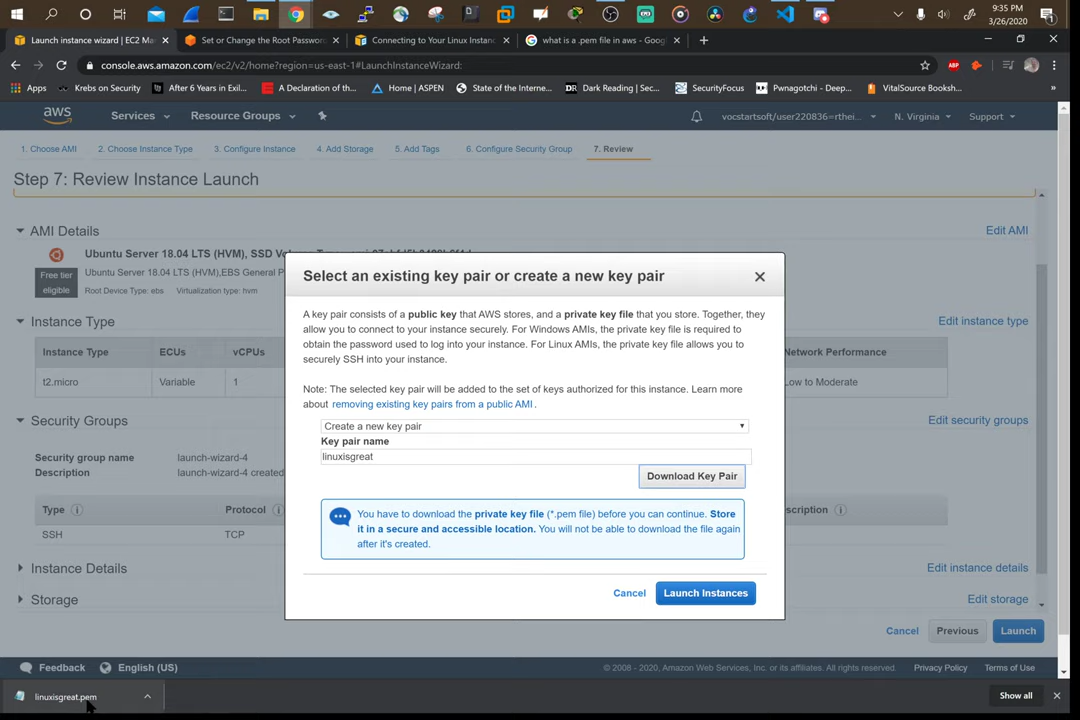 9:35 PM
3/26/2020
Launch instance wizard | EC2 Ma
Set or Change the Root Password
Connecting to Your Linux Instanc
what is a .pem file in aws - Goog
console.aws.amazon.com/ec2/v2/home?region=us-east-1#LaunchInstanceWizard:
ABP
Apps
Krebs on Security
After 6 Years in Exil...
A Declaration of th...
Home | ASPEN
State of the Interne...
DR Dark Reading | Sec...
SecurityFocus
Pwnagotchi - Deep...
VitalSource Booksh...
aws
Services
Resource Groups
vocstartsoft/user220836=rthei...
N. Virginia
Support
1. Choose AMI
2. Choose Instance Type
3. Configure Instance
4. Add Storage
5. Add Tags
6. Configure Security Group
7. Review
Step 7: Review Instance Launch
AMI Details
Edit AMI
Ubuntu Server 18.04 LTS (HVM), SSD
Free tier
eligible
Ubuntu Server 18.04 LTS (HVM),EBS General P
Root Device Type: ebs
Virtualization type: hvm
Instance Type
Edit instance type
Instance Type
ECUs
vCPUs
Network Performance
t2.micro
Variable
1
Low to Moderate
Security Groups
Edit security groups
Security group name
launch-wizard-4
Description
launch-wizard-4 created
Type
Protocol
scription
SSH
TCP
Instance Details
Edit instance details
Storage
Edit storage
Select an existing key pair or create a new key pair
A key pair consists of a public key that AWS stores, and a private key file that you store. Together, they
allow you to connect to your instance securely. For Windows AMIs, the private key file is required to
obtain the password used to log into your instance. For Linux AMIs, the private key file allows you to
securely SSH into your instance.
Note: The selected key pair will be added to the set of keys authorized for this instance. Learn more
about removing existing key pairs from a public AMI .
Create a new key pair
Key pair name
linuxisgreat
Download Key Pair
You have to download the private key file (*.pem file) before you can continue. Store
it in a secure and accessible location. You will not be able to download the file again
after it's created.
Cancel
Launch Instances
Cancel
Previous
Launch
Feedback
English (US)
© 2008 - 2020, Amazon Web Services, Inc. or its affiliates. All rights reserved.
Privacy Policy
Terms of Use
linuxisgreat.pem
Show all